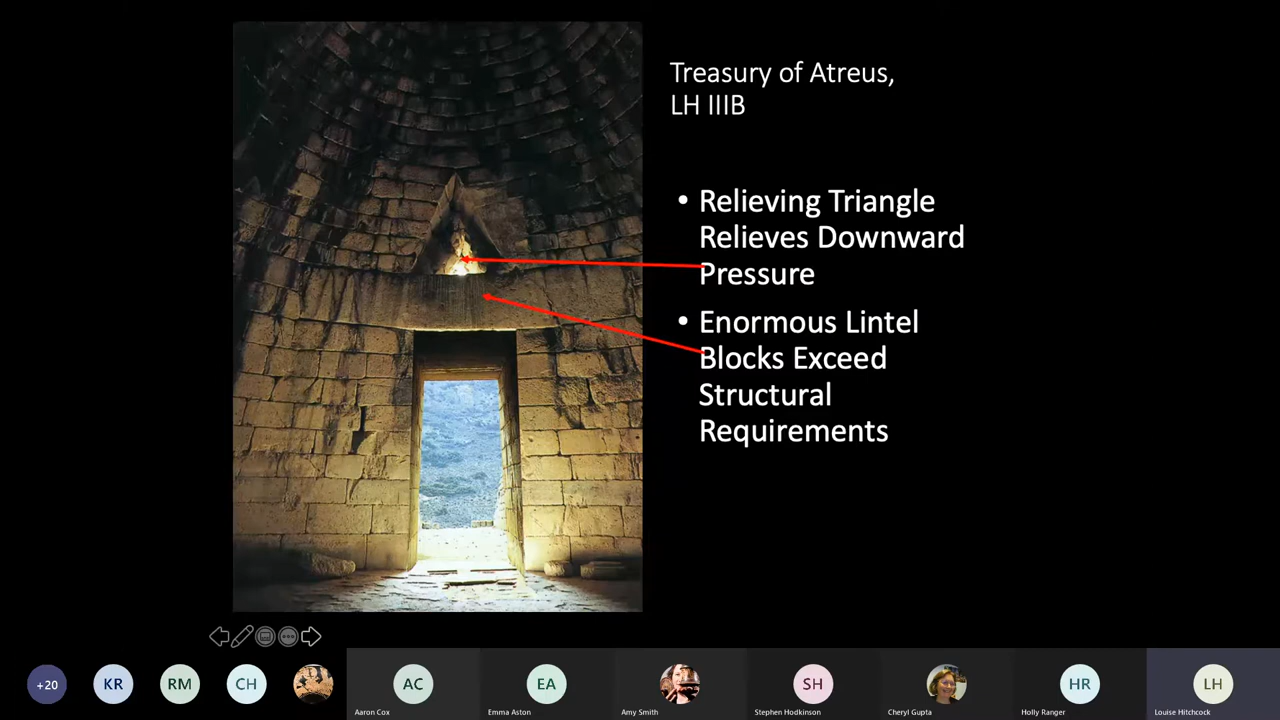 Treasury of Atreus,
LH IIIB
• Relieving Triangle
Relieves Downward
Pressure
• Enormous Lintel
Blocks Exceed
Structural
Requirements
+20
KR
RM
CH
AC
EA
SH
HR
LH
Aaron Cox
Emma Aston
Amy Smith
Stephen Hodkinson
Cheryl Gupta
Holly Ranger
Louise Hitchcock